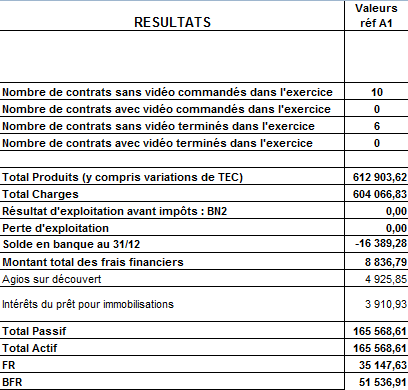 RESULTATS Valeurs
réf A1
Nombre de contrats sans vidéo commandés dans l'exercice 10
Nombre de contrats avec vidéo commandés dans l'exercice 0
Nombre de contrats sans vidéo terminés dans l'exercice 6
Nombre de contrats avec vidéo terminés dans l'exercice 0
Total Produits (y compris variations de TEC) 612 903,62
Total Charges 604 066,83
Résultat d'exploitation avant impôts : BN2 0,00
Perte d'exploitation 0,00
Solde en banque au 31/12 -16 389,28
Montant total des frais financiers 8 836,79
Agios sur découvert 4 925,85
Intérêts du prêt pour immobilisations 3 910,93
Total Passif 165 568,61
Total Actif 165 568,61
FR 35 147,63
BFR 51 536,91